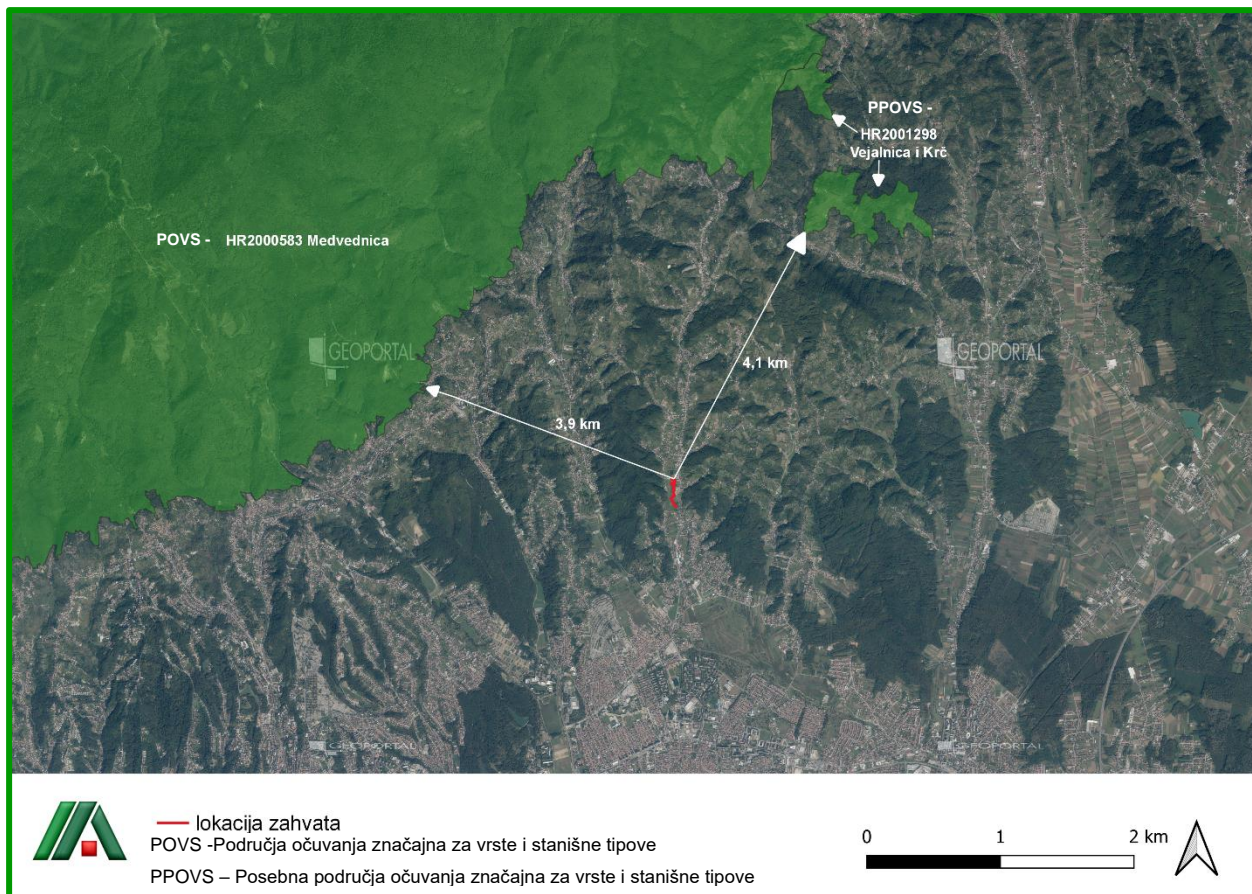 PPOVS -
HR2001298
Vejalnica i Krč
POVS - HR2000583 Medvednica
GEOPORTAL
GEOPORTAL
4,1 km
3,9 km
GEOPORTAL
GEOPORTAL
lokacija zahvata
POVS -Područja očuvanja značajna za vrste i stanišne tipove
PPOVS – Posebna područja očuvanja značajna za vrste i stanišne tipove
0 1 2 km